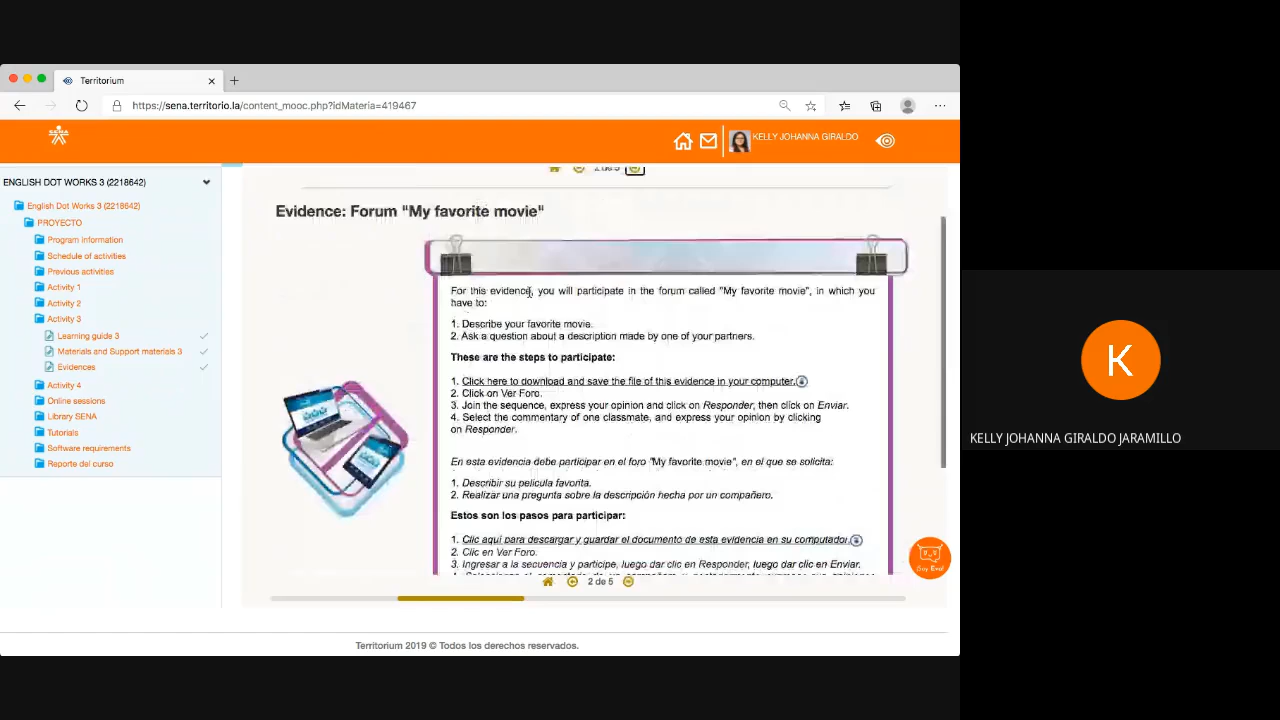 Territorium
https://sena.territorio.la/content_mooc.php?idMateria=419467
SENA
KELLY JOHANNA GIRALDO
ENGLISH DOT WORKS 3 (2218642)
English Dot Works 3 (2218642)
PROYECTO
Program information
Schedule of activities
Previous activities
Activity 1
Activity 2
Activity 3
Learning guide 3
Materials and Support materials 3
Evidences
Activity 4
Online sessions
Library SENA
Tutorials
Software requirements
Reporte del curso
2 de 5
Evidence: Forum "My favorite movie"
For this evidence, you will participate in the forum called "My favorite movie", in which you
have to:
1. Describe your favorite movie.
2. Ask a question about a description made by one of your partners.
These are the steps to participate:
1. Click here to download and save the file of this evidence in your computer.
2. Click on Ver Foro.
3. Join the sequence, express your opinion and click on Responder, then click on Enviar.
4. Select the commentary of one classmate, and express your opinion by clicking
on Responder.
En esta evidencia debe participar en el foro "My favorite movie", en el que se solicita:
1. Describir su película favorita.
2. Realizar una pregunta sobre la descripción hecha por un compañero.
Estos son los pasos para participar:
1. Clic aquí para descargar y guardar el documento de esta evidencia en su computador.
2. Clic en Ver Foro.
3. Ingresar a la secuencia y participe, luego dar clic en Responder, luego dar clic en Enviar.
2 de 5
Territorium 2019 © Todos los derechos reservados.
K
KELLY JOHANNA GIRALDO JARAMILLO